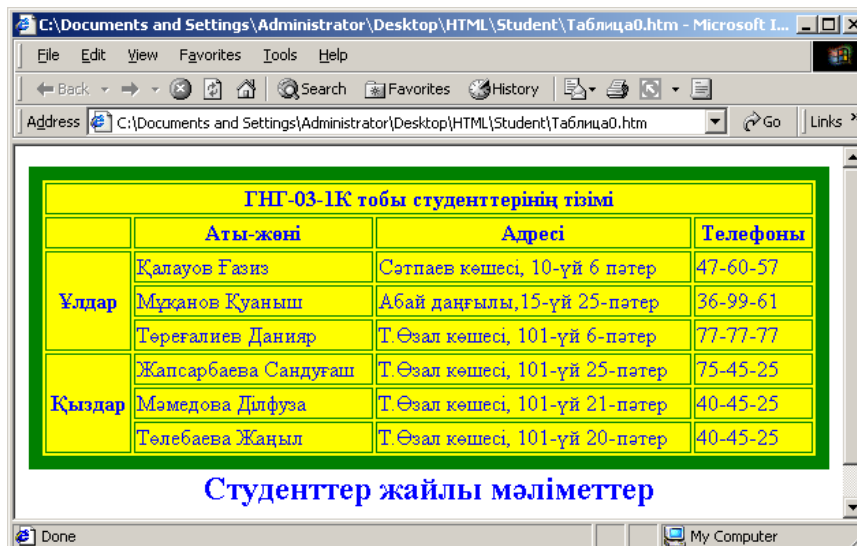 C:\Documents and Settings\Administrator\Desktop\HTML\Student\Таблица0.htm - Microsoft I...
File Edit View Favorites Tools Help
Back Search Favorites History
Address C:\Documents and Settings\Administrator\Desktop\HTML\Student\Таблица0.htm Go Links
ГНГ-03-1К тобы студенттерінің тізімі
Аты-жөні Адресі Телефоны
Ұлдар
Қалауов Ғазиз Сәтпаев көшесі, 10-үй 6 пәтер 47-60-57
Мұқанов Қуаныш Абай даңғылы,15-үй 25-пәтер 36-99-61
Төреғалиев Данияр Т.Өзал көшесі, 101-үй 6-пәтер 77-77-77
Қыздар
Жапсарбаева Сандуғаш Т.Өзал көшесі, 101-үй 25-пәтер 75-45-25
Мәмедова Ділфуза Т.Өзал көшесі, 101-үй 21-пәтер 40-45-25
Төлебаева Жаңыл Т.Өзал көшесі, 101-үй 20-пәтер 40-45-25
Студенттер жайлы мәліметтер
Done My Computer